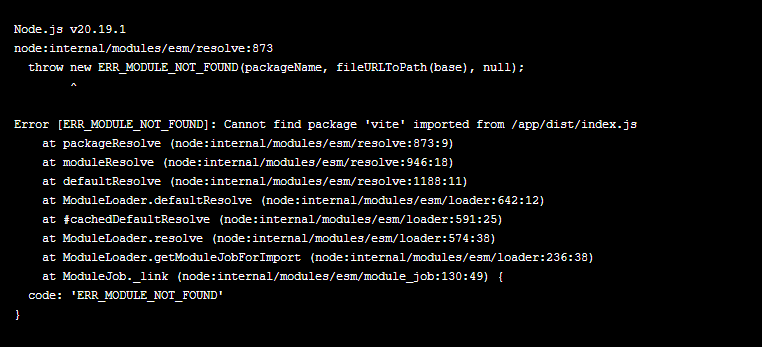 Node.js v20.19.1
node:internal/modules/esm/resolve:873
  throw new ERR_MODULE_NOT_FOUND(packageName, fileURLToPath(base), null);
        ^
Error [ERR_MODULE_NOT_FOUND]: Cannot find package 'vite' imported from /app/dist/index.js
    at packageResolve (node:internal/modules/esm/resolve:873:9)
    at moduleResolve (node:internal/modules/esm/resolve:946:18)
    at defaultResolve (node:internal/modules/esm/resolve:1188:11)
    at ModuleLoader.defaultResolve (node:internal/modules/esm/loader:642:12)
    at #cachedDefaultResolve (node:internal/modules/esm/loader:591:25)
    at ModuleLoader.resolve (node:internal/modules/esm/loader:574:38)
    at ModuleLoader.getModuleJobForImport (node:internal/modules/esm/loader:236:38)
    at ModuleJob._link (node:internal/modules/esm/module_job:130:49) {
  code: 'ERR_MODULE_NOT_FOUND'
}